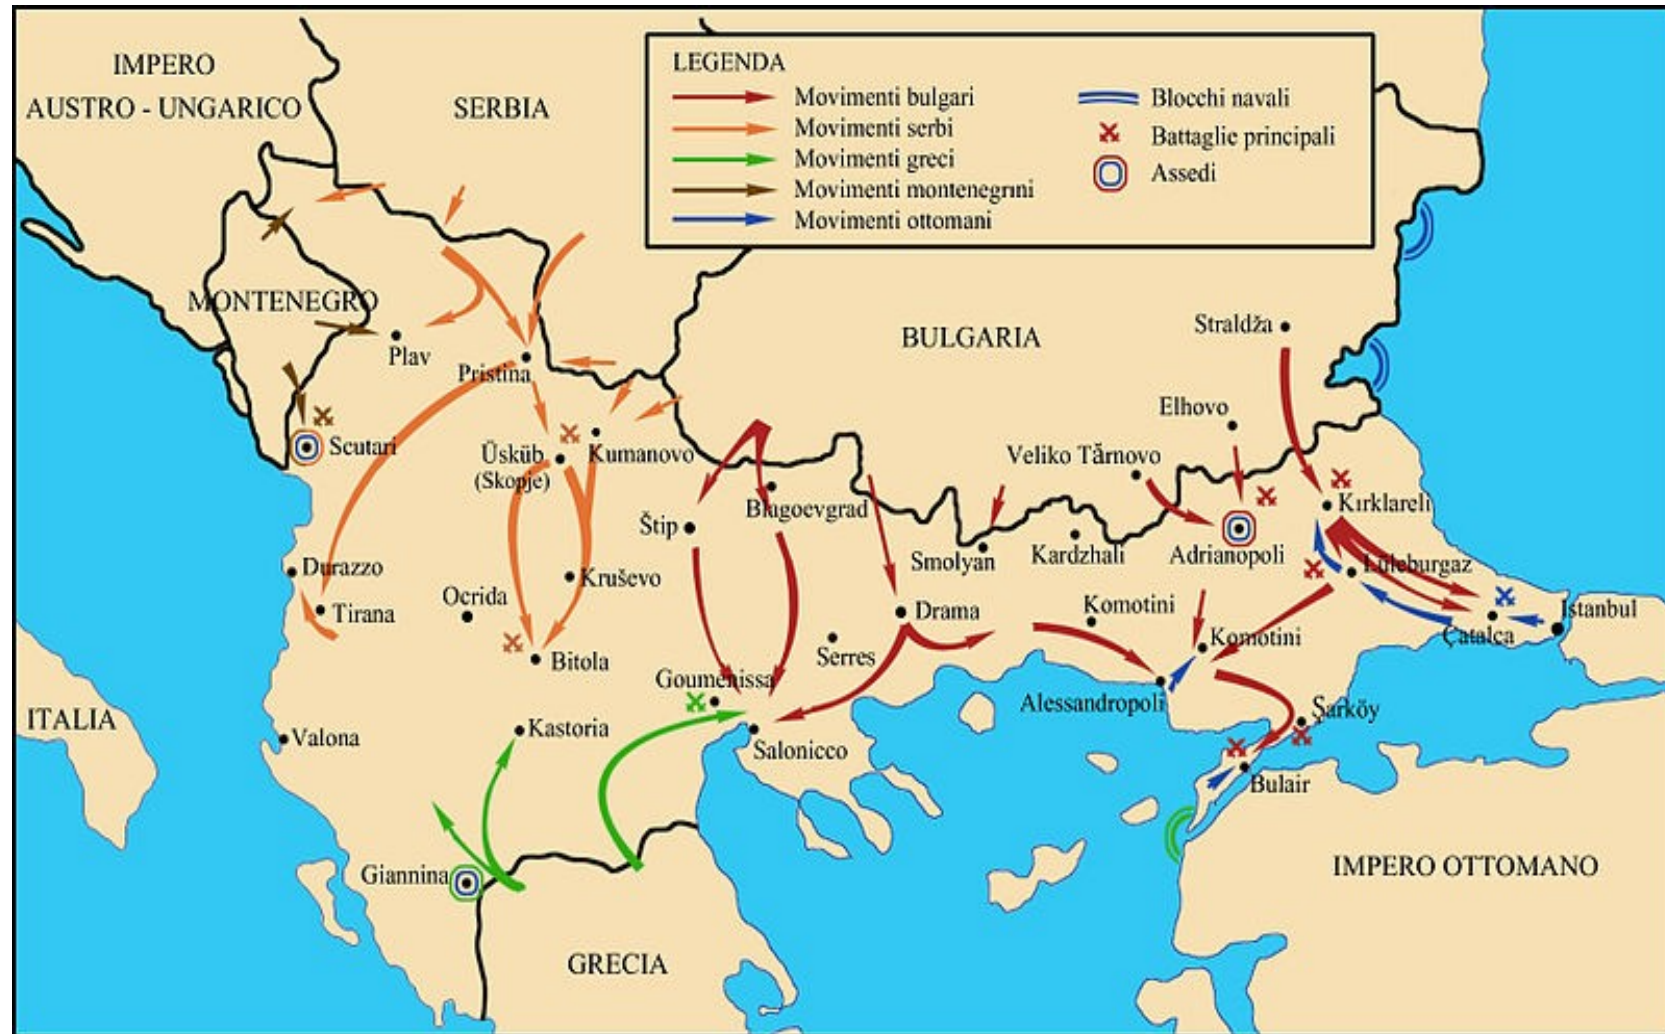 IMPERO
AUSTRO - UNGARICO
SERBIA
LEGENDA
Movimenti bulgari
Movimenti serbi
Movimenti greci
Movimenti montenegrini
Movimenti ottomani
Blocchi navali
Battaglie principali
Assedi
MONTENEGRO
BULGARIA
Straldža
Plav
Pristina
Elhovo
Scutari
Üsküb
(Skopje)
Kumanovo
Veliko Tărnovo
Štip
Blagoevgrad
Kırklareli
Smolyan
Kardzhali
Adrianopoli
Lüleburgaz
Durazzo
Tirana
Ocrida
Kruševo
Drama
Komotini
Istanbul
Çatalca
Bitola
Serres
Komotini
Goumenissa
Alessandropoli
ITALIA
Valona
Kastoria
Salonicco
Şarköy
Bulair
Giannina
GRECIA
IMPERO OTTOMANO